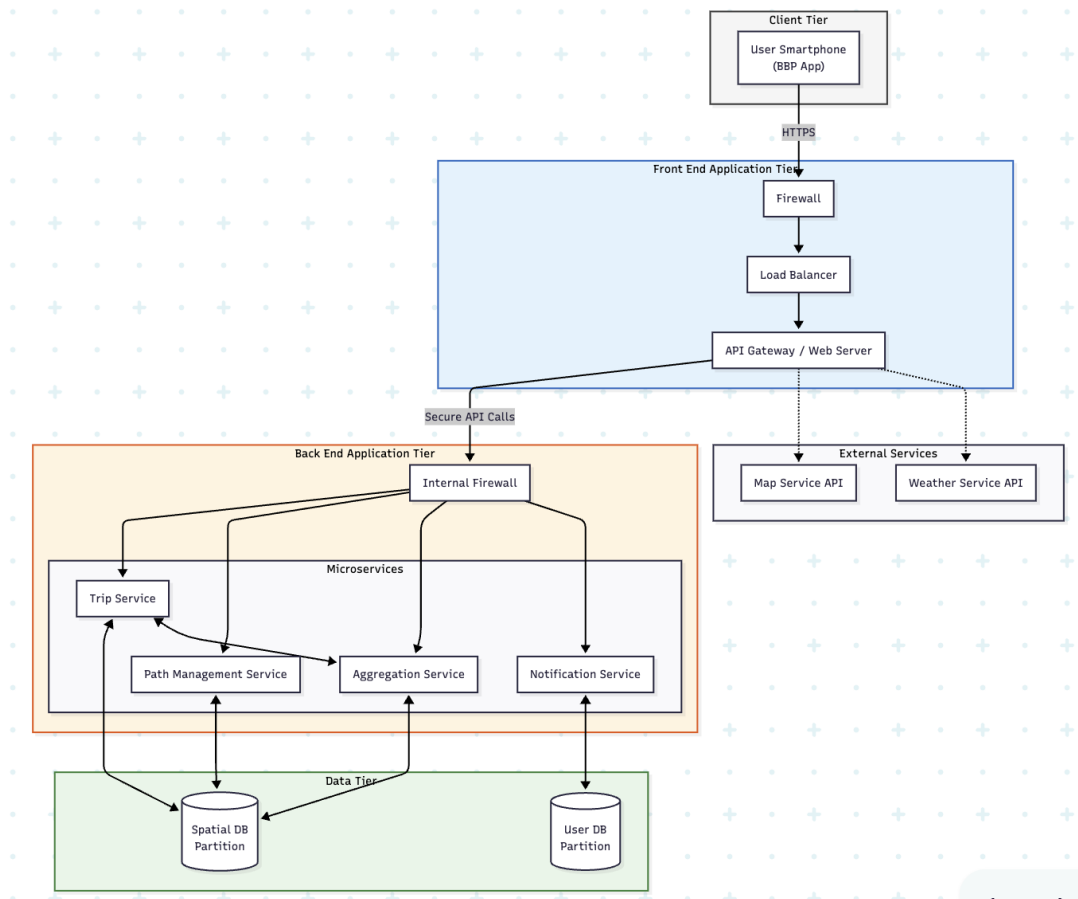 Client Tier
User Smartphone
(BBP App)
HTTPS
Front End Application Tier
Firewall
Load Balancer
API Gateway / Web Server
Secure API Calls
Back End Application Tier
Internal Firewall
External Services
Map Service API
Weather Service API
Microservices
Trip Service
Path Management Service
Aggregation Service
Notification Service
Data Tier
Spatial DB
Partition
User DB
Partition